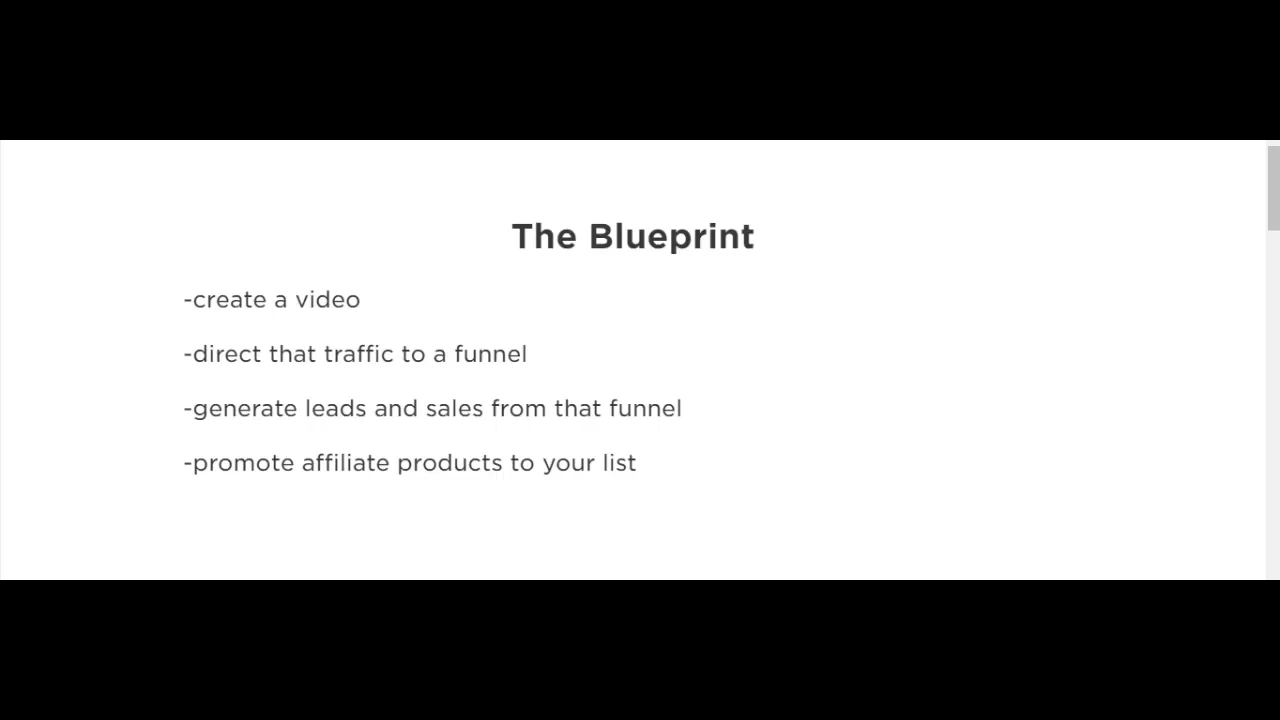 The Blueprint
-create a video
-direct that traffic to a funnel
-generate leads and sales from that funnel
-promote affiliate products to your list